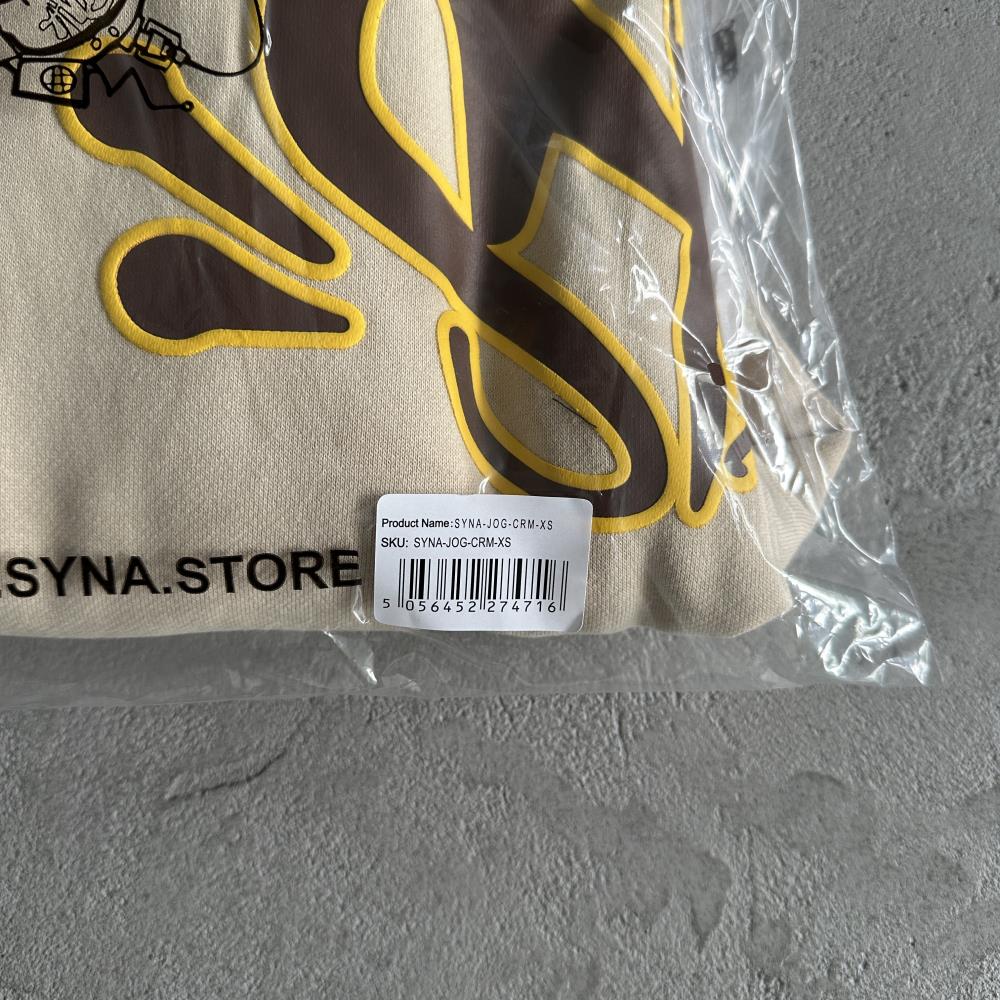 Product Name:SYNA-JOG-CRM-XS
SKU: SYNA-JOG-CRM-XS
.SYNA.STORE
5 056452 274716